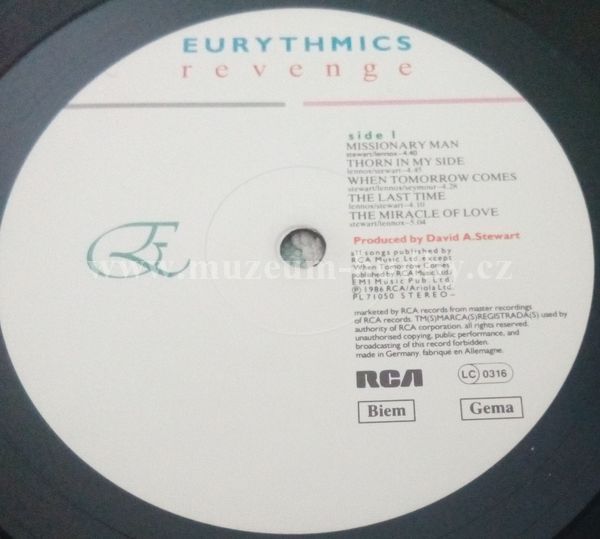 EURYTHMICS
revenge
side 1
MISSIONARY MAN
stewart/lennox—4.40
THORN IN MY SIDE
lennox/stewart—4.45
WHEN TOMORROW COMES
stewart/lennox/seymour—4.28
THE LAST TIME
lennox/stewart—4.10
THE MIRACLE OF LOVE
stewart/lennox—5.04
Produced by David A.Stewart
all songs published by
RCA Music Ltd. except
When Tomorrow Comes
published by RCA Music Ltd.
EMI Music Pub Ltd.
℗ 1986 RCA/Ariola Ltd.
PL71050 STEREO
marketed by RCA records from master recordings
of RCA records. TM(S)MARCA(S)REGISTRADA(S) used by
authority of RCA corporation. all rights reserved.
unauthorised copying, public performance, and
broadcasting of this record forbidden.
made in Germany. fabrique en Allemagne.
RCA
LC 0316
Biem
Gema